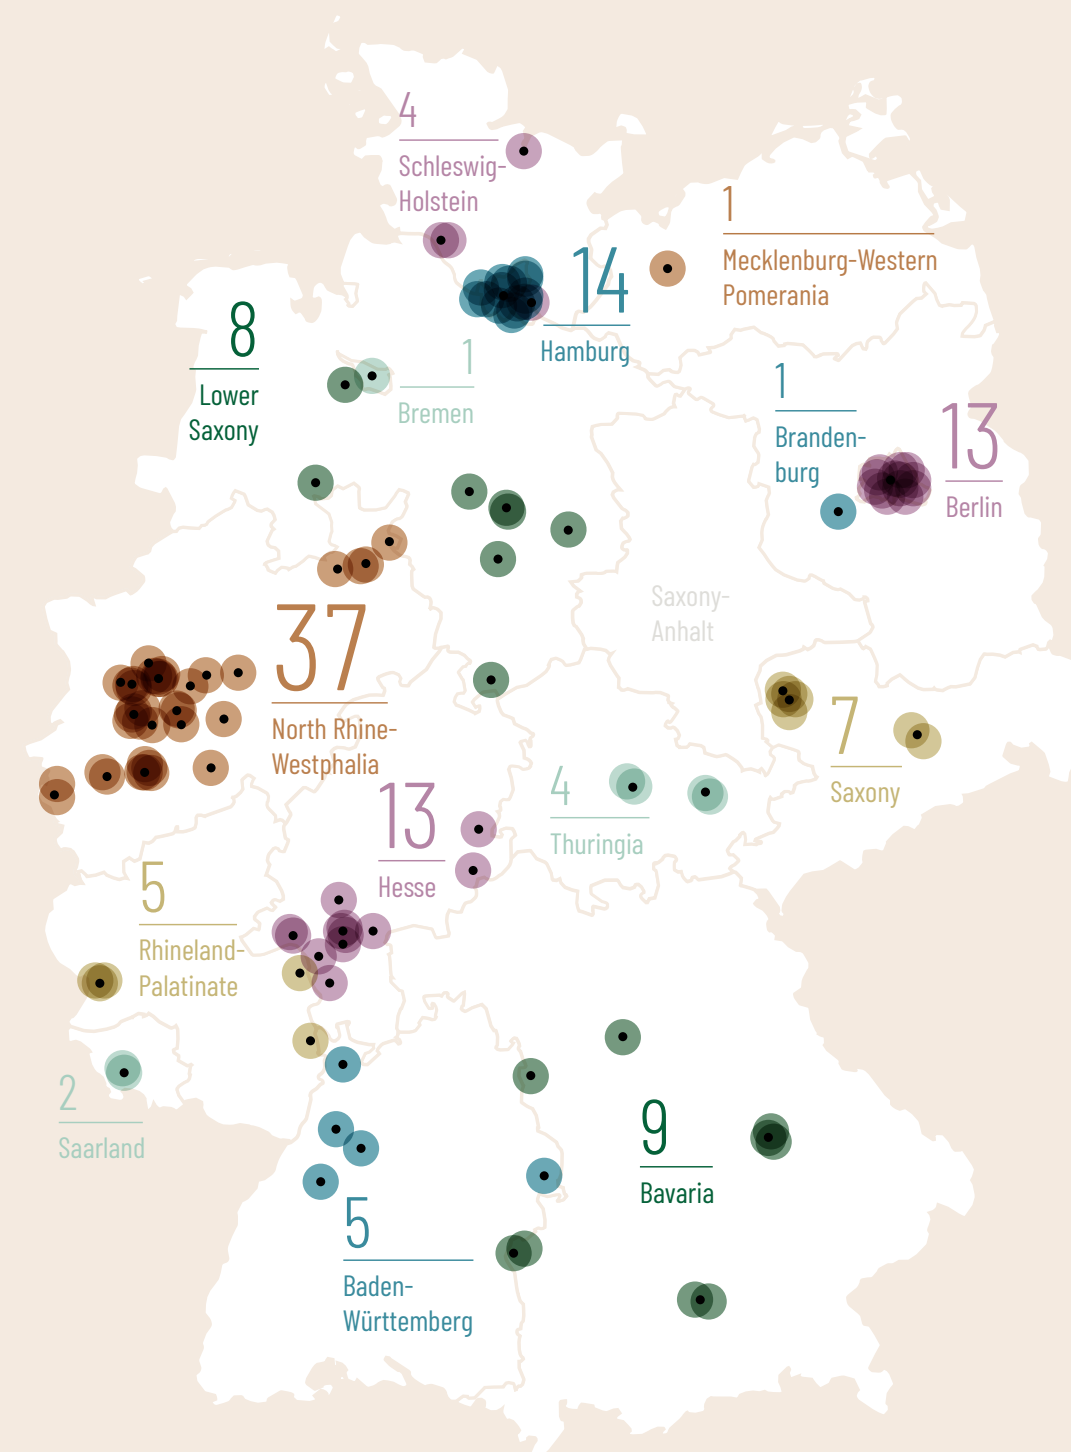 4
Schleswig-
Holstein
1
Mecklenburg-Western
Pomerania
14
Hamburg
8
Lower
Saxony
1
Bremen
1
Branden-
burg
13
Berlin
Saxony-
Anhalt
37
North Rhine-
Westphalia
7
Saxony
4
Thuringia
13
Hesse
5
Rhineland-
Palatinate
2
Saarland
9
Bavaria
5
Baden-
Württemberg